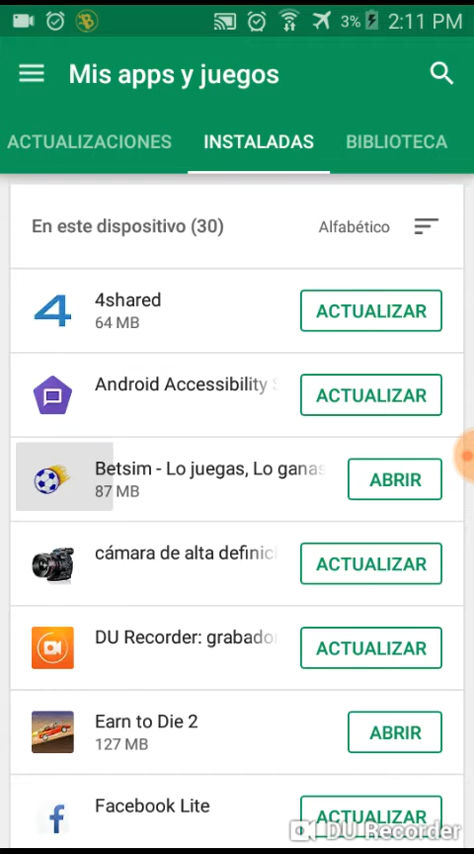 3% 2:11 PM
Mis apps y juegos
ACTUALIZACIONES INSTALADAS BIBLIOTECA
En este dispositivo (30) Alfabético
4shared
64 MB
ACTUALIZAR
Android Accessibility
ACTUALIZAR
Betsim - Lo juegas, Lo ganas
87 MB
ABRIR
cámara de alta definic
ACTUALIZAR
DU Recorder: grabado
ACTUALIZAR
Earn to Die 2
127 MB
ABRIR
Facebook Lite
ACTUALIZAR
DU Recorder